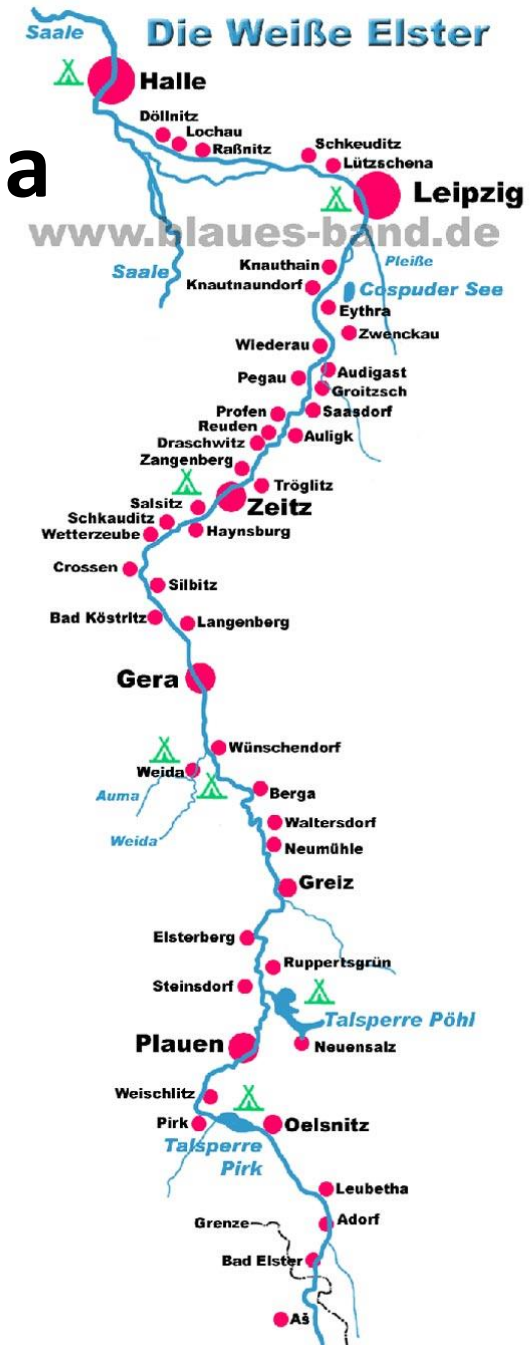 Saale
Die Weiße Elster
Halle
Döllnitz
Lochau
Raßnitz
Schkeuditz
Lützschena
a
Leipzig
www.blaues-band.de
Saale
Knauthain
Pleiße
Knautnaundorf
Cospuder See
Eythra
Zwenckau
Wiederau
Audigast
Pegau
Groitzsch
Profen
Saasdorf
Reuden
Auligk
Draschwitz
Zangenberg
Tröglitz
Salsitz
Zeitz
Schkauditz
Wetterzeube
Haynsburg
Crossen
Silbitz
Bad Köstritz
Langenberg
Gera
Wünschendorf
Weida
Auma
Berga
Waltersdorf
Weida
Neumühle
Greiz
Elsterberg
Ruppertsgrün
Steinsdorf
Talsperre Pöhl
Plauen
Neuensalz
Weischlitz
Pirk
Oelsnitz
Talsperre
Pirk
Leubetha
Grenze
Adorf
Bad Elster
Aš